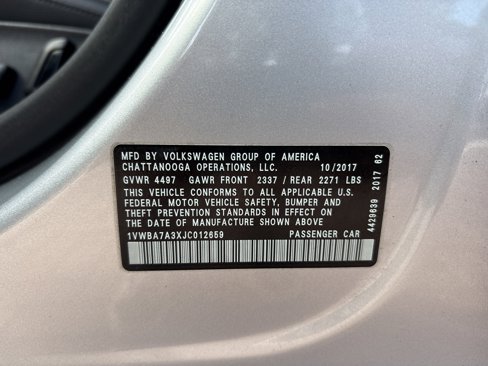 MFD BY VOLKSWAGEN GROUP OF AMERICA
CHATTANOOGA OPERATIONS, LLC. 10/2017
GVWR 4497 GAWR FRONT 2337 / REAR 2271 LBS
THIS VEHICLE CONFORMS TO ALL APPLICABLE U.S.
FEDERAL MOTOR VEHICLE SAFETY, BUMPER, AND
THEFT PREVENTION STANDARDS IN EFFECT ON
THE DATE OF MANUFACTURE SHOWN ABOVE
1VWBA7A3XJC012659 PASSENGER CAR
4429639 2017 62